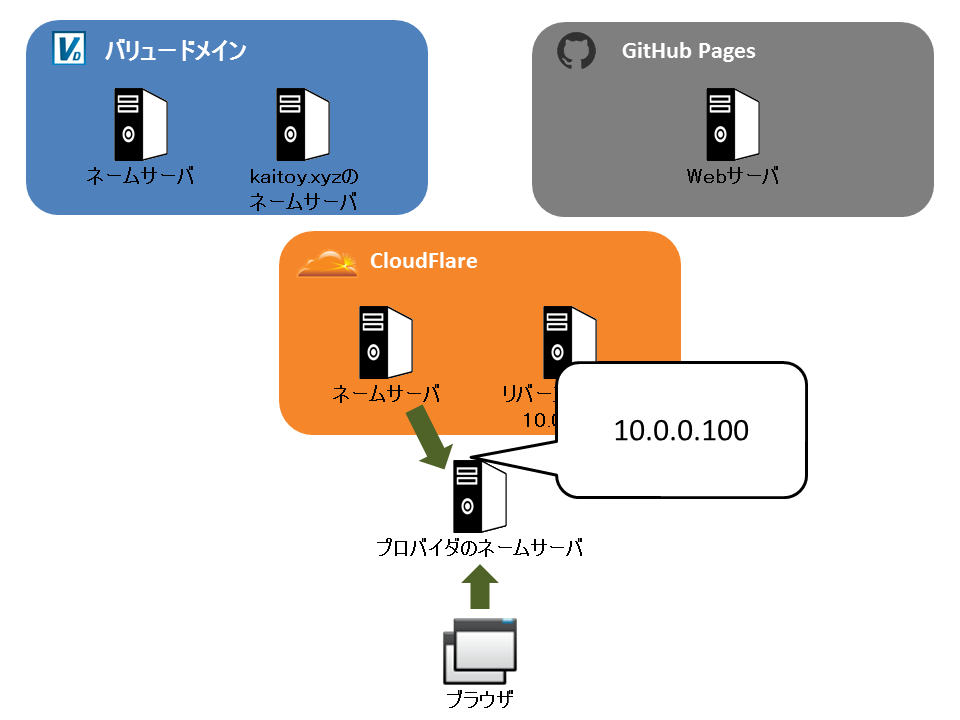 バリュードメイン
GitHub Pages
ネームサーバ
kaitoy.xyzの
ネームサーバ
Webサーバ
CloudFlare
ネームサーバ
リバー
10.0
10.0.0.100
プロバイダのネームサーバ
ブラウザ